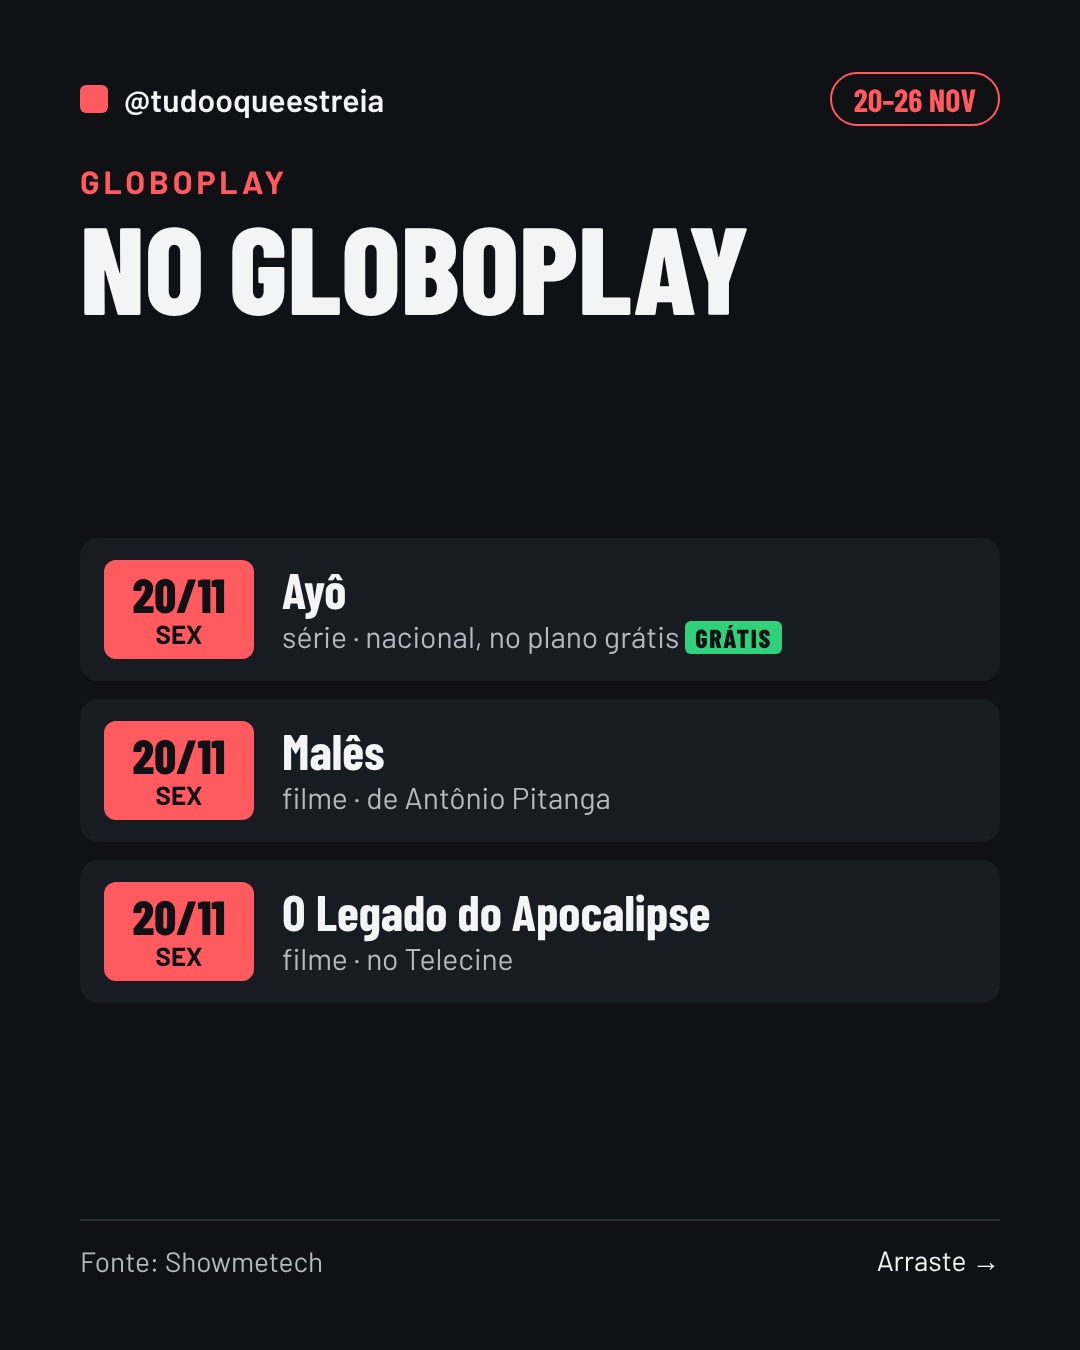 @tudooqueestreia
20–26 NOV
GLOBOPLAY
NO GLOBOPLAY
20/11
SEX
Ayô
série · nacional, no plano grátis GRÁTIS
20/11
SEX
Malês
filme · de Antônio Pitanga
20/11
SEX
O Legado do Apocalipse
filme · no Telecine
Fonte: Showmetech
Arraste →